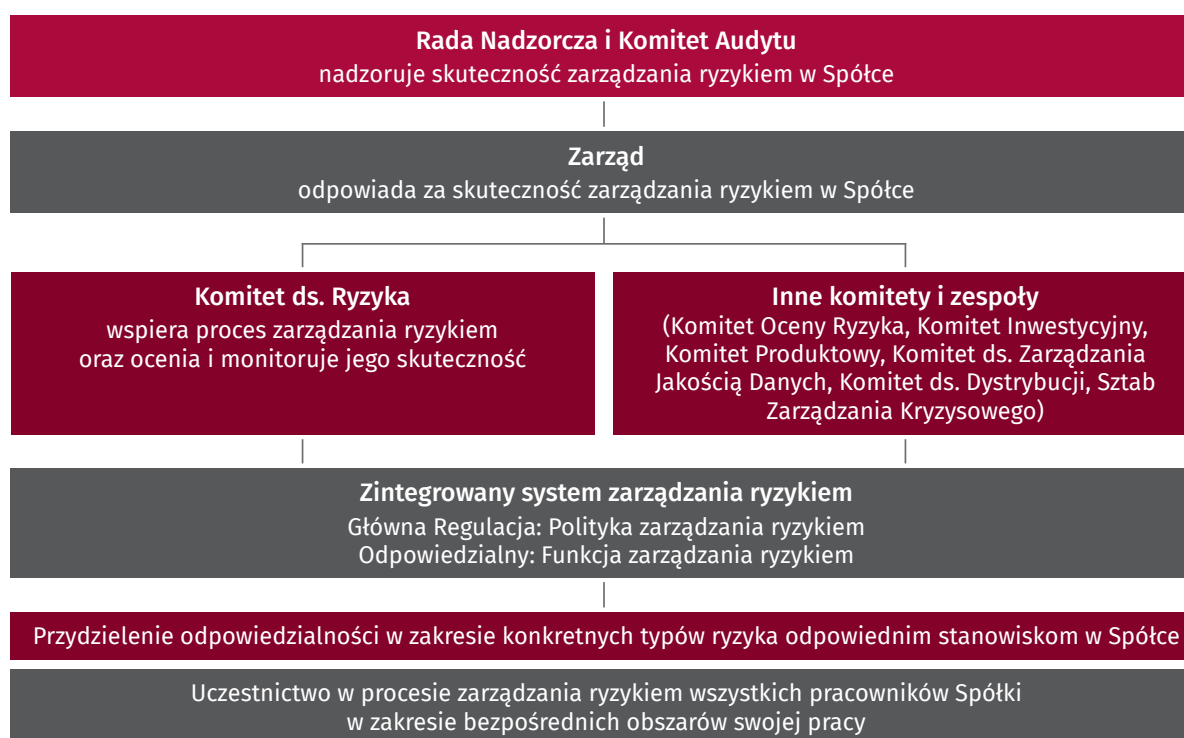 Rada Nadzorcza i Komitet Audytu
nadzoruje skuteczność zarządzania ryzykiem w Spółce
Zarząd
odpowiada za skuteczność zarządzania ryzykiem w Spółce
Komitet ds. Ryzyka
wspiera proces zarządzania ryzykiem
oraz ocenia i monitoruje jego skuteczność
Inne komitety i zespoły
(Komitet Oceny Ryzyka, Komitet Inwestycyjny,
Komitet Produktowy, Komitet ds. Zarządzania
Jakością Danych, Komitet ds. Dystrybucji, Sztab
Zarządzania Kryzysowego)
Zintegrowany system zarządzania ryzykiem
Główna Regulacja: Polityka zarządzania ryzykiem
Odpowiedzialny: Funkcja zarządzania ryzykiem
Przydzielenie odpowiedzialności w zakresie konkretnych typów ryzyka odpowiednim stanowiskom w Spółce
Uczestnictwo w procesie zarządzania ryzykiem wszystkich pracowników Spółki
w zakresie bezpośrednich obszarów swojej pracy